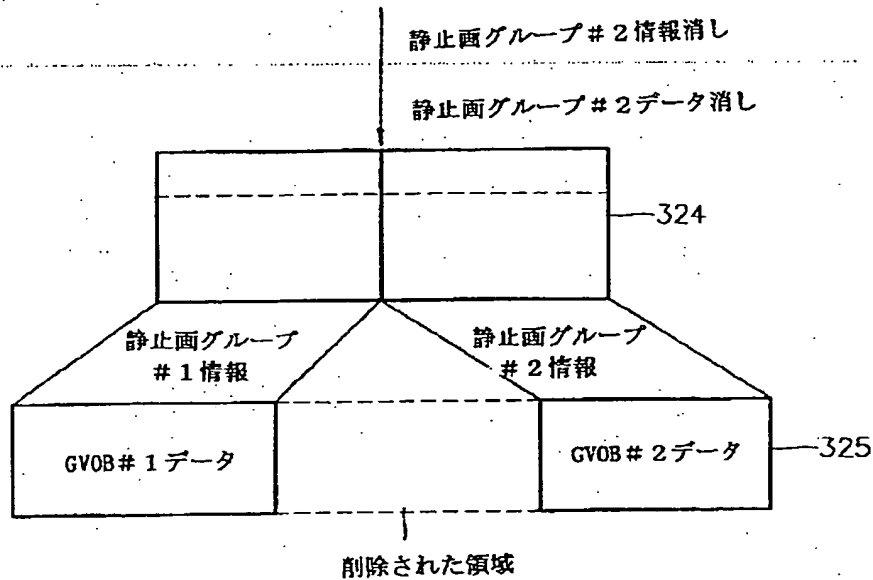 静止画グループ#2情報消し
静止画グループ#2データ消し
324
静止画グループ
#1情報
静止画グループ
#2情報
GVOB#1データ
GVOB#2データ
325
削除された領域